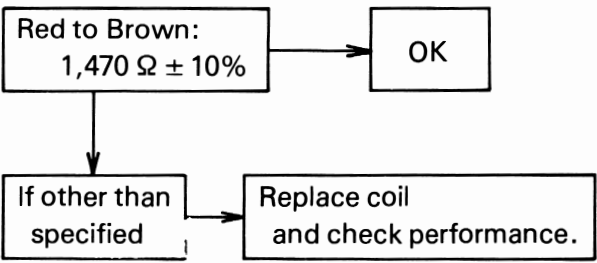 Red to Brown:
1,470 Ω ± 10%
OK
If other than
specified
Replace coil
and check performance.